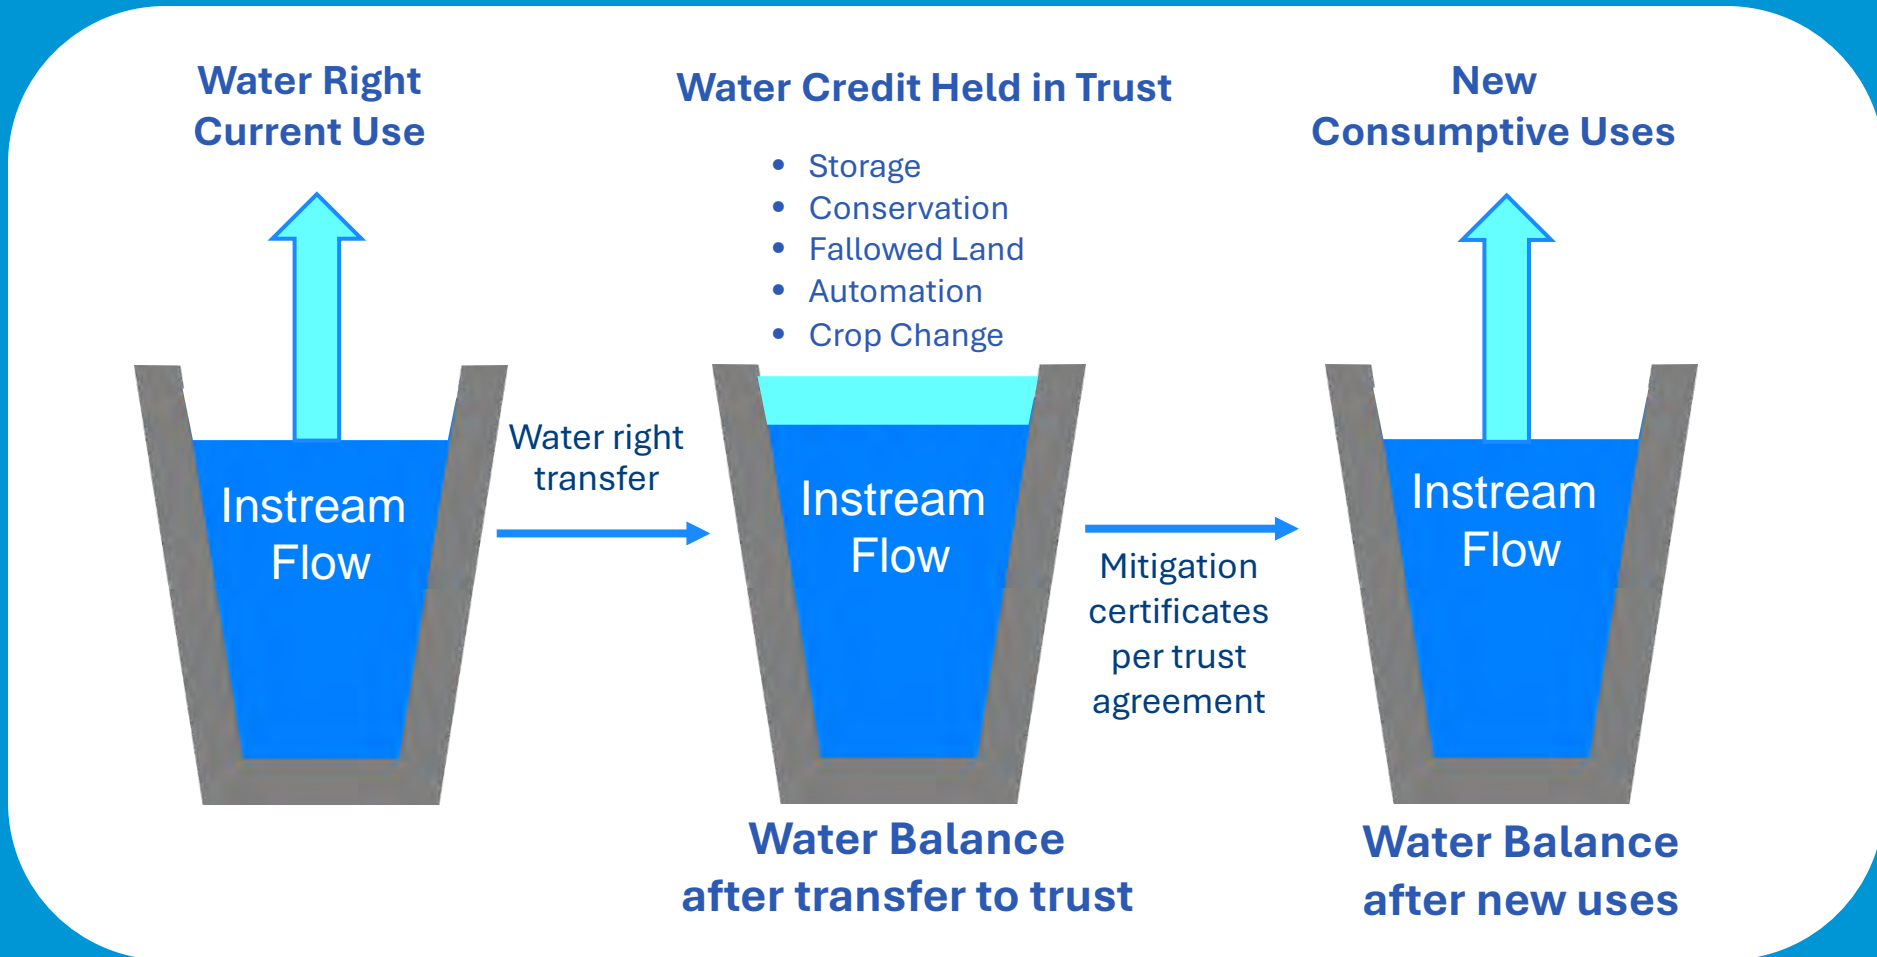 Water Right
Current Use
Water Credit Held in Trust
• Storage
• Conservation
• Fallowed Land
• Automation
• Crop Change
New
Consumptive Uses
Instream
Flow
Water right
transfer
Instream
Flow
Mitigation
certificates
per trust
agreement
Instream
Flow
Water Balance
after transfer to trust
Water Balance
after new uses